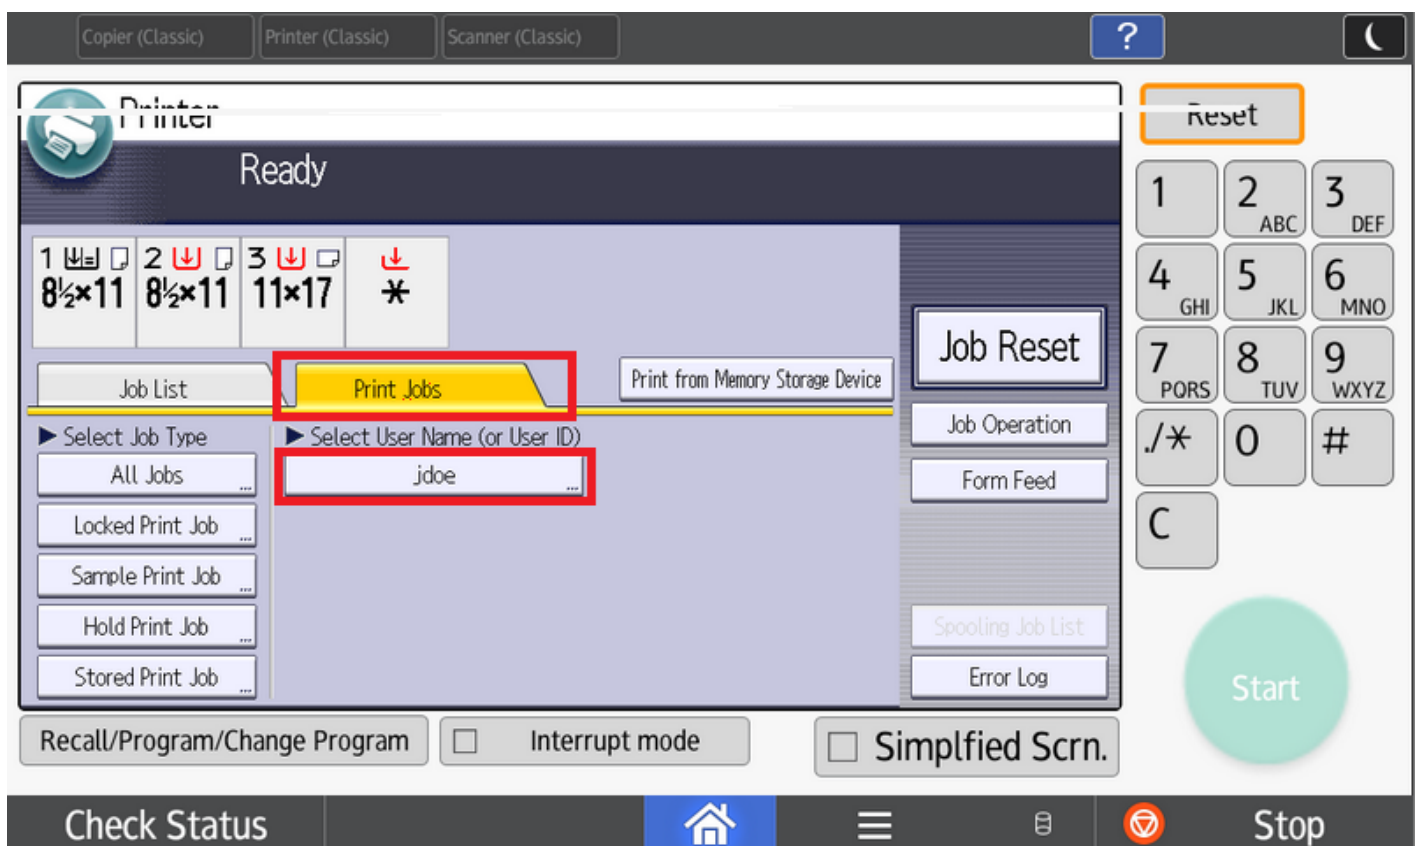 Copier (Classic) Printer (Classic) Scanner (Classic) ?
Printer
Reset
Ready
1 2 3
8½×11 8½×11 11×17
Job List Print Jobs Print from Memory Storage Device
Select Job Type Select User Name (or User ID)
All Jobs ... jdoe ...
Locked Print Job ...
Sample Print Job ...
Hold Print Job ...
Stored Print Job ...
Job Reset
Job Operation
Form Feed
Spooling Job List
Error Log
1 2 ABC 3 DEF
4 GHI 5 JKL 6 MNO
7 PQRS 8 TUV 9 WXYZ
./* 0 #
C
Start
Recall/Program/Change Program Interrupt mode Simplfied Scrn.
Check Status Stop